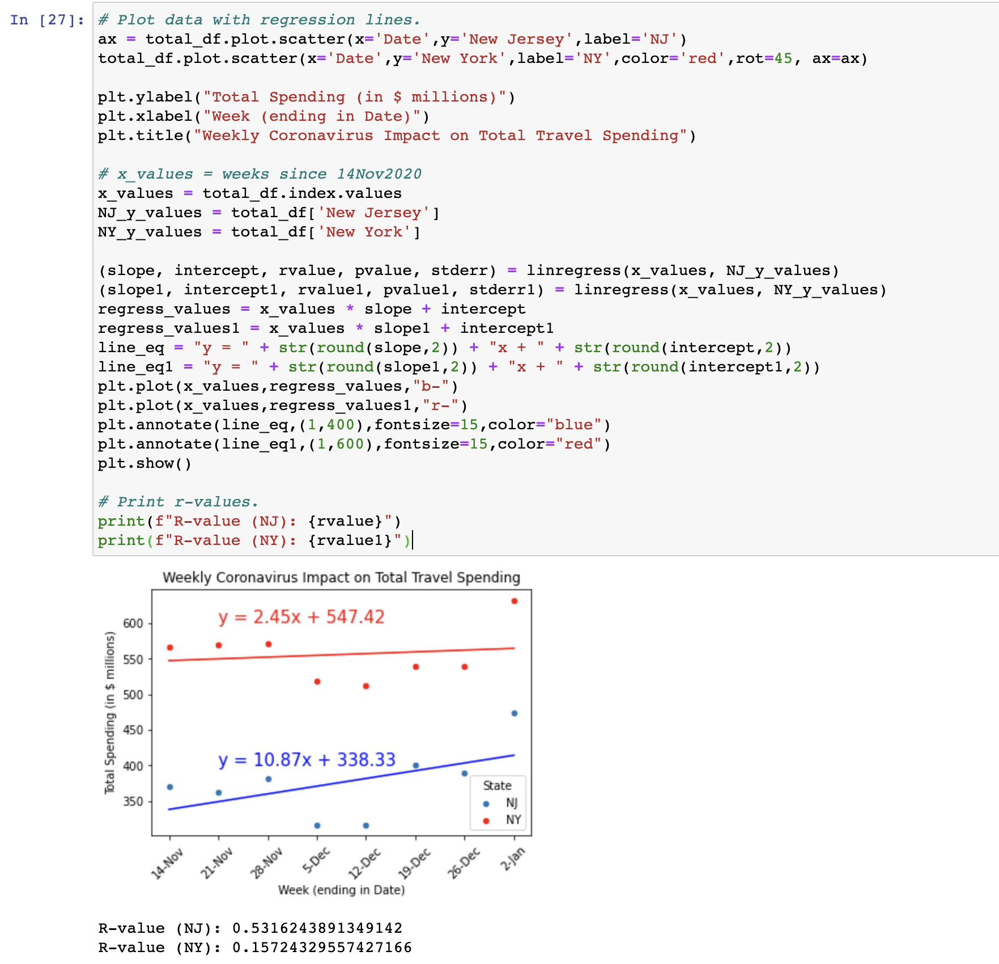 In [27]:
# Plot data with regression lines.
ax = total_df.plot.scatter(x='Date',y='New Jersey',label='NJ')
total_df.plot.scatter(x='Date',y='New York',label='NY',color='red',rot=45, ax=ax)
plt.ylabel("Total Spending (in $ millions)")
plt.xlabel("Week (ending in Date)")
plt.title("Weekly Coronavirus Impact on Total Travel Spending")
# x_values = weeks since 14Nov2020
x_values = total_df.index.values
NJ_y_values = total_df['New Jersey']
NY_y_values = total_df['New York']
(slope, intercept, rvalue, pvalue, stderr) = linregress(x_values, NJ_y_values)
(slope1, intercept1, rvalue1, pvalue1, stderr1) = linregress(x_values, NY_y_values)
regress_values = x_values * slope + intercept
regress_values1 = x_values * slope1 + intercept1
line_eq = "y = " + str(round(slope,2)) + "x + " + str(round(intercept,2))
line_eq1 = "y = " + str(round(slope1,2)) + "x + " + str(round(intercept1,2))
plt.plot(x_values,regress_values,"b-")
plt.plot(x_values,regress_values1,"r-")
plt.annotate(line_eq,(1,400),fontsize=15,color="blue")
plt.annotate(line_eq1,(1,600),fontsize=15,color="red")
plt.show()
# Print r-values.
print(f"R-value (NJ): {rvalue}")
print(f"R-value (NY): {rvalue1}")
Weekly Coronavirus Impact on Total Travel Spending
Total Spending (in $ millions)
600
550
500
450
400
350
y = 2.45x + 547.42
y = 10.87x + 338.33
State
NJ
NY
14-Nov
21-Nov
28-Nov
5-Dec
12-Dec
19-Dec
26-Dec
2-Jan
Week (ending in Date)
R-value (NJ): 0.5316243891349142
R-value (NY): 0.15724329557427166